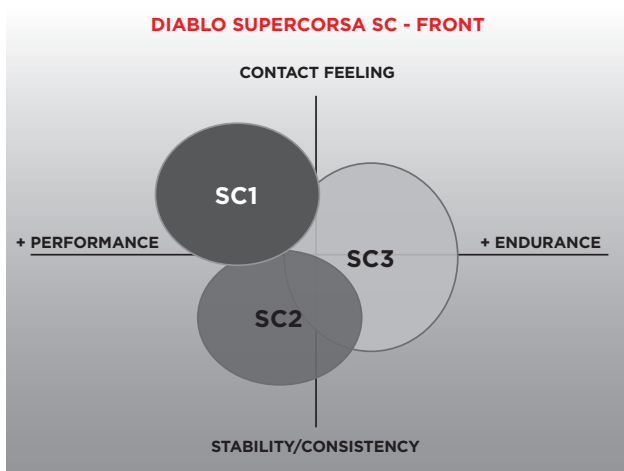 DIABLO SUPERCORSA SC - FRONT
CONTACT FEELING
SC1
+ PERFORMANCE
+ ENDURANCE
SC3
SC2
STABILITY/CONSISTENCY